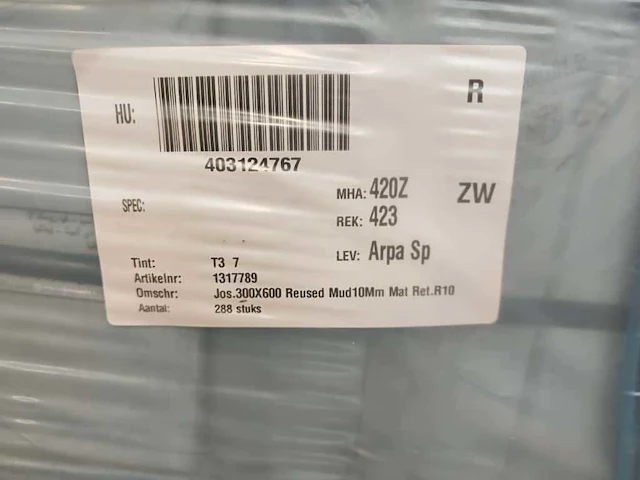 HU:
R
403124767
SPEC:
MHA: 420Z
ZW
REK: 423
LEV: Arpa Sp
Tint: T3 7
Artikelnr: 1317789
Omschr: Jos.300X600 Reused Mud10Mm Mat Ret.R10
Aantal: 288 stuks